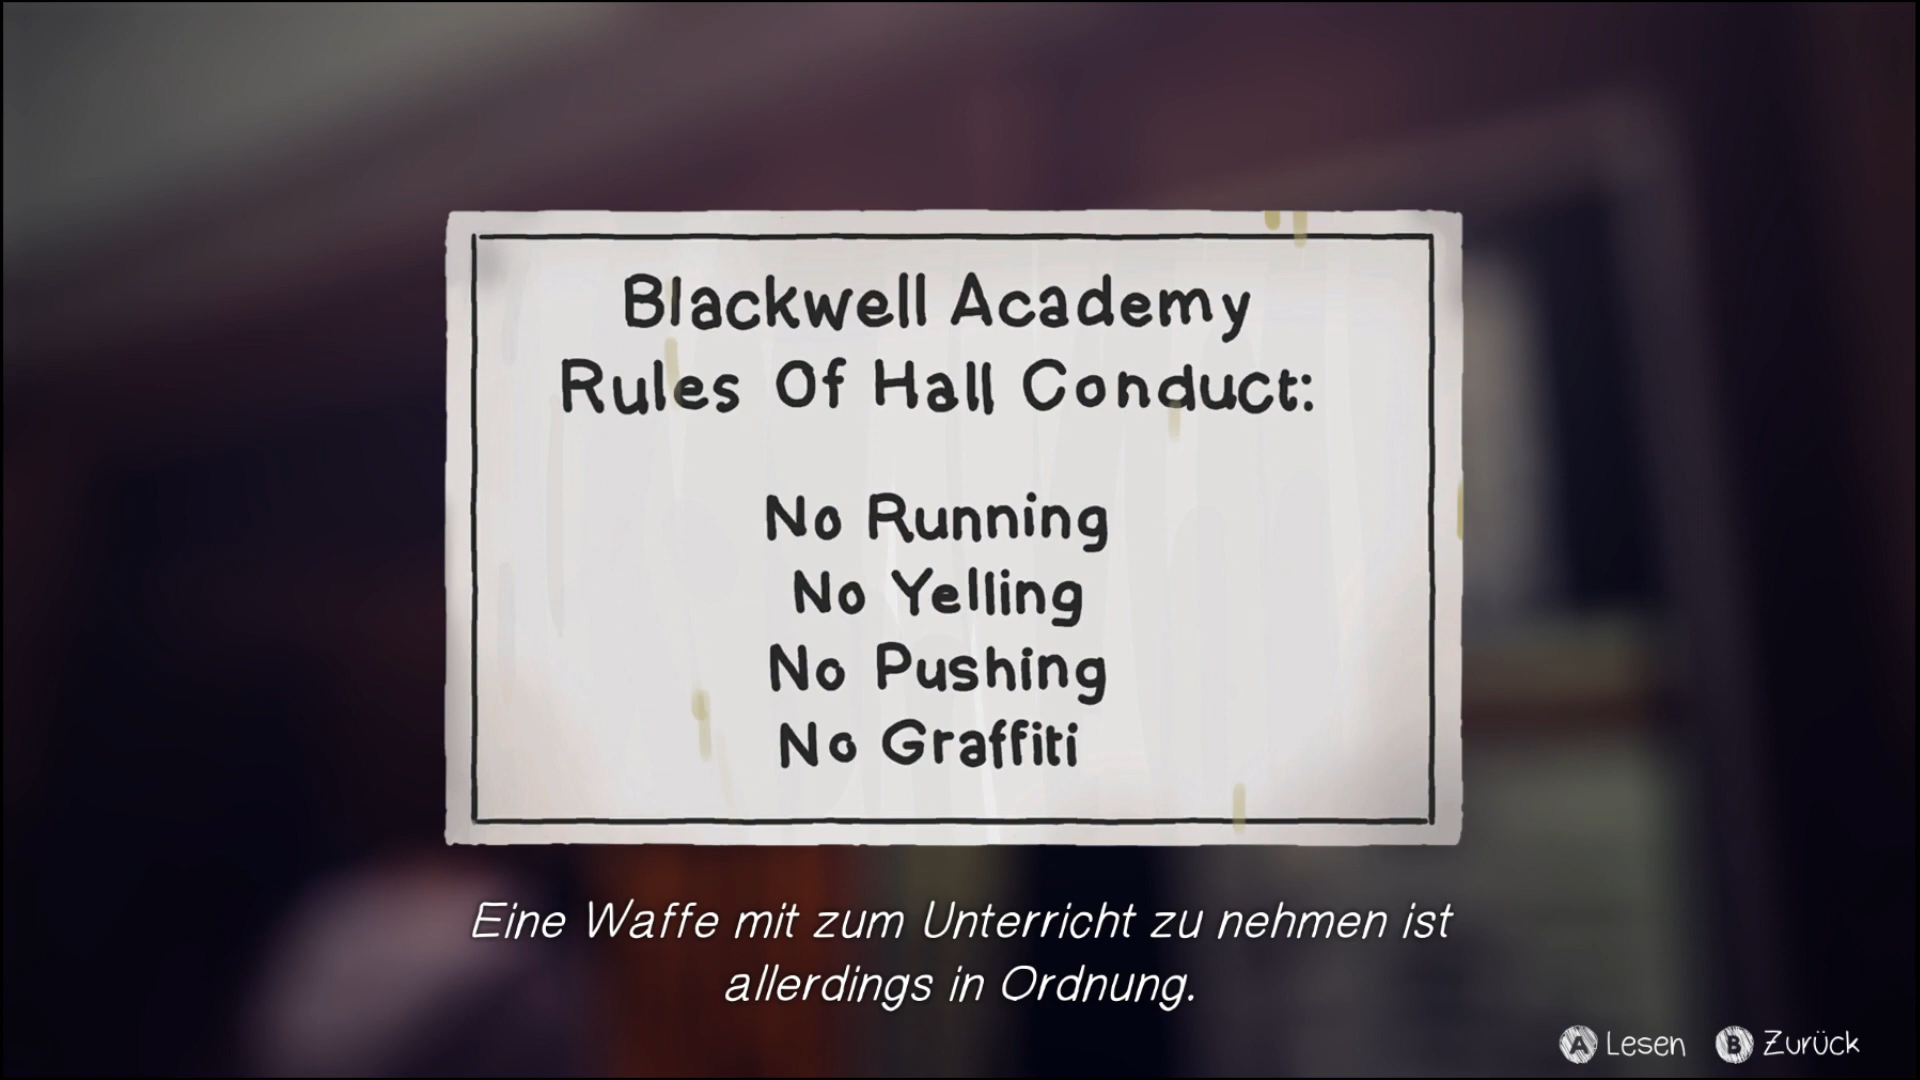 Blackwell Academy
Rules Of Hall Conduct:
No Running
No Yelling
No Pushing
No Graffiti
Eine Waffe mit zum Unterricht zu nehmen ist
allerdings in Ordnung.
A Lesen B Zurück